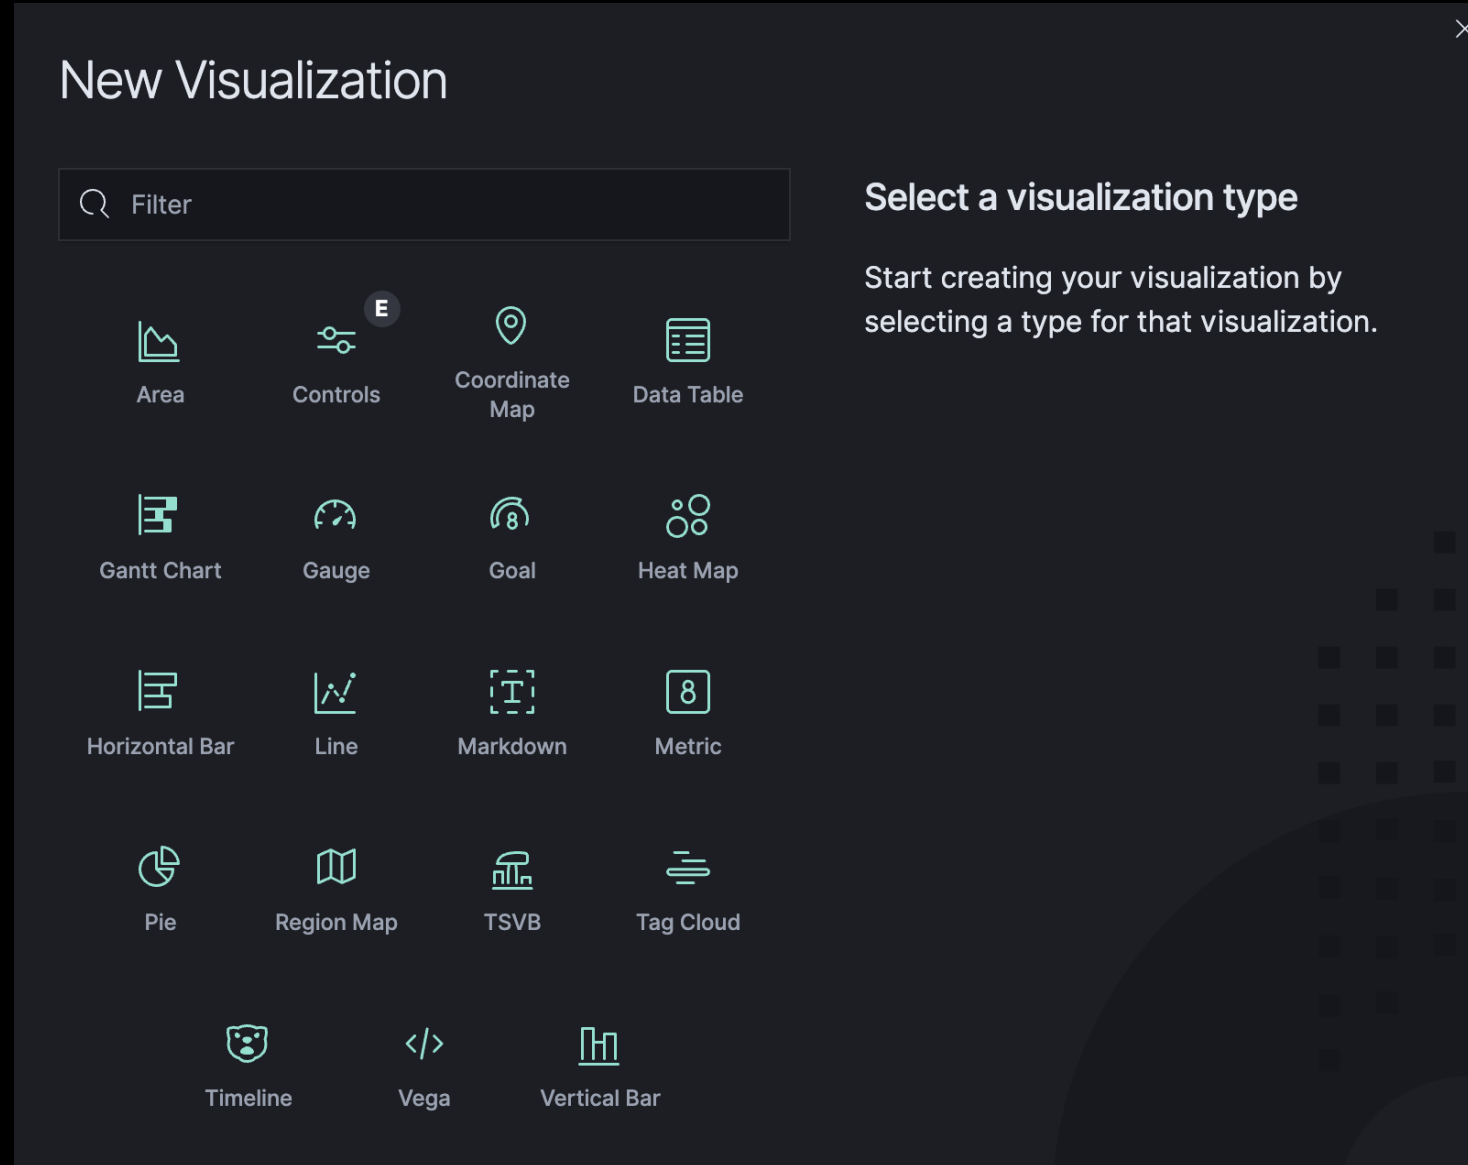 New Visualization
Filter
Select a visualization type
Start creating your visualization by
selecting a type for that visualization.
E
Area
Controls
Coordinate
Map
Data Table
Gantt Chart
Gauge
8
Goal
Heat Map
Horizontal Bar
Line
T
Markdown
8
Metric
Pie
Region Map
TSVB
Tag Cloud
Timeline
</>
Vega
Vertical Bar